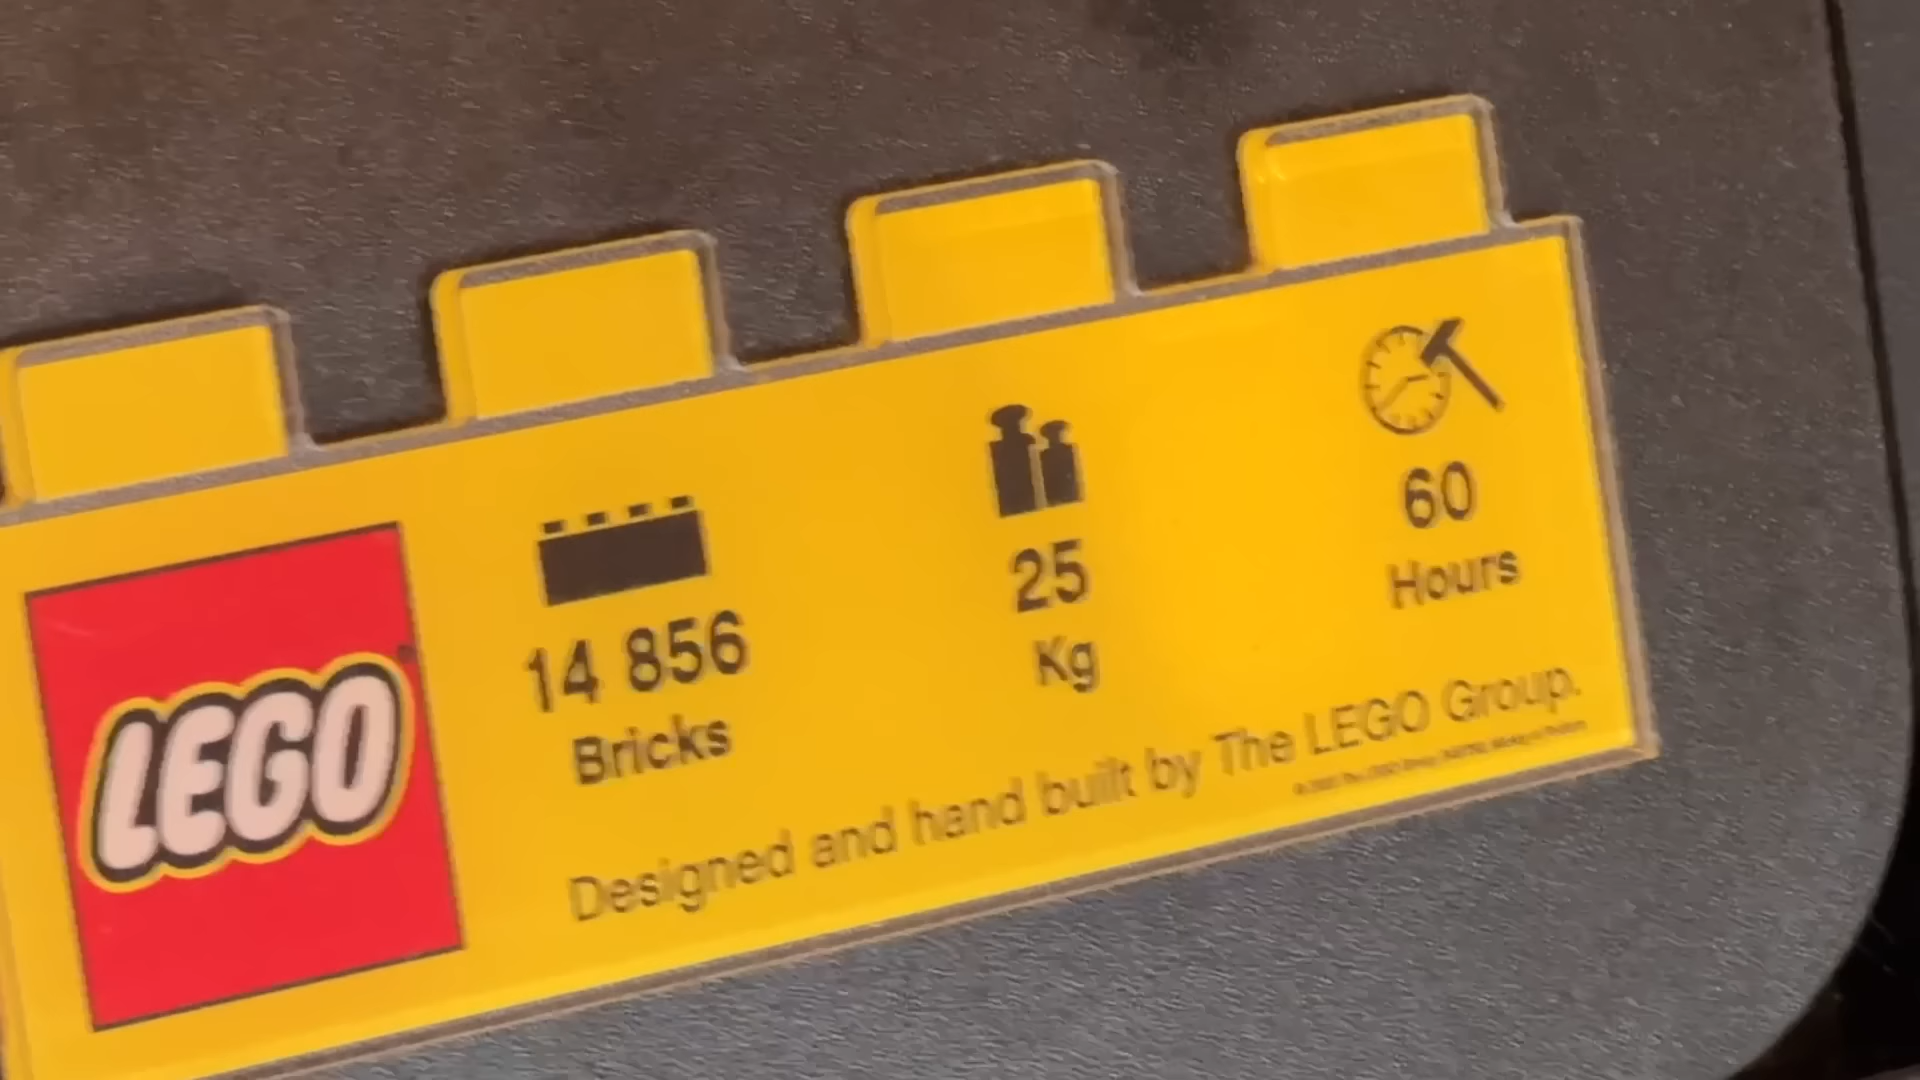 LEGO
14 856
Bricks
25
Kg
60
Hours
Designed and hand built by The LEGO Group.